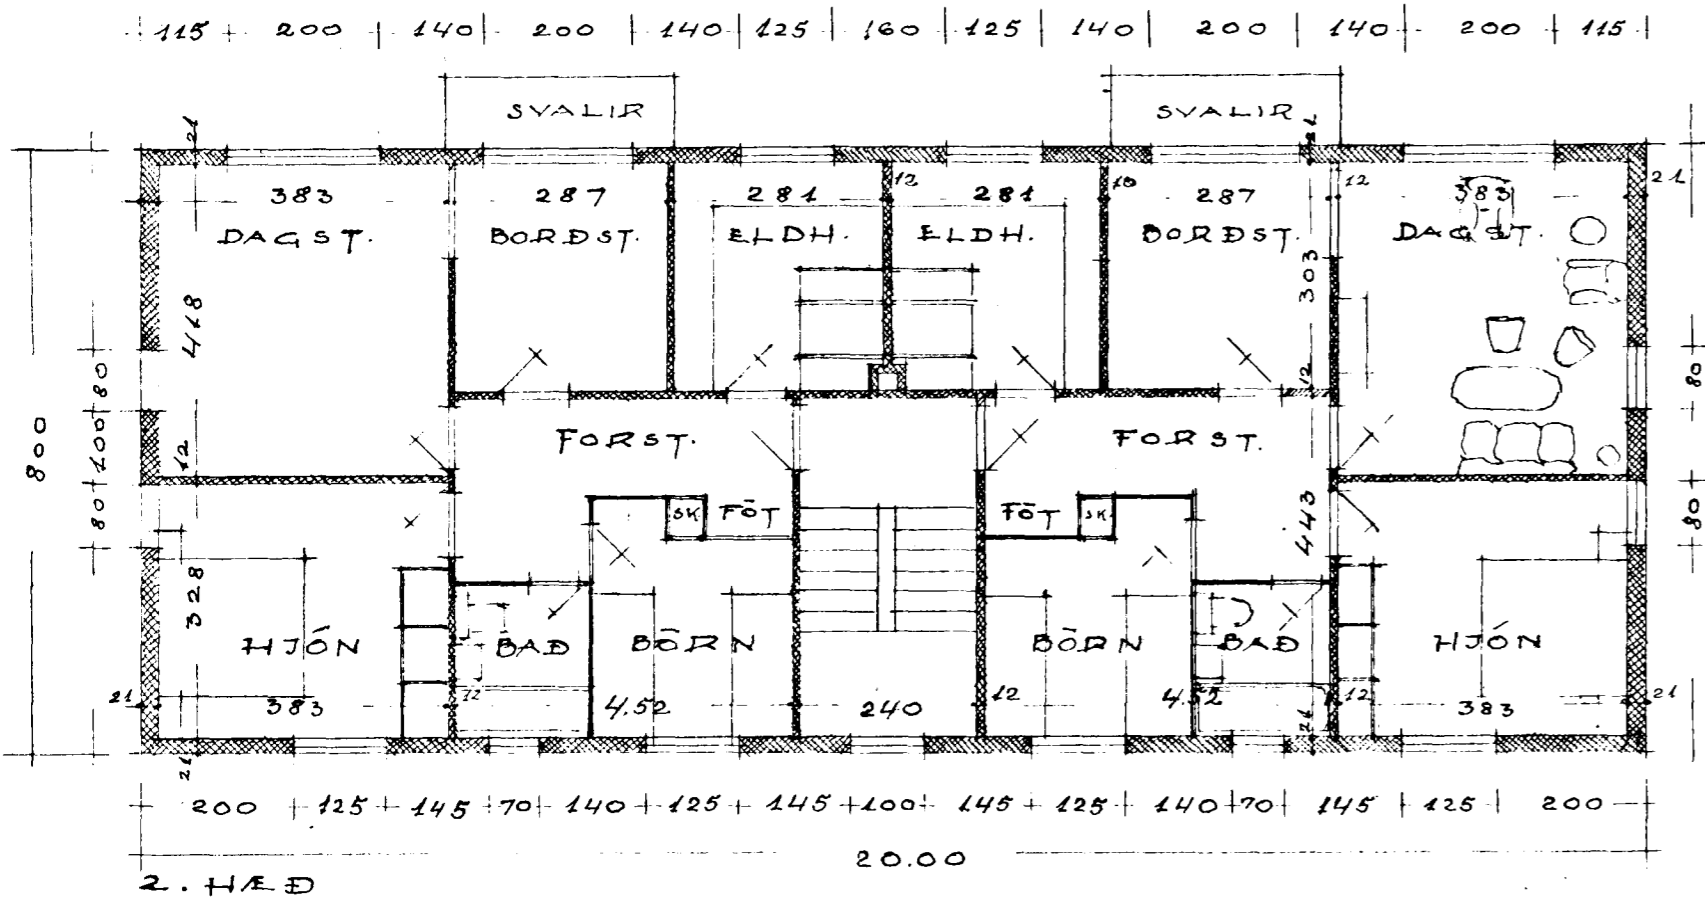 115 200 140 200 140 125 160 125 140 200 140 200 115
SVALIR SVALIR
21 21
383 287 281 12 281 10 287 12 383 21
DAGST. BORÐST. ELDH. ELDH. BORÐST. DAGST.
418 303
80 12 80
800 100 12
FORST. FORST.
80 SK FÖT FÖT SK 443 80
328
HJÓN BAÐ BÖRN BÖRN BAÐ HJÓN
21 383 12 4.52 240 12 4.52 12 383 21
21 21
200 125 145 70 140 125 145 100 145 125 140 70 145 125 200
20.00
2. HÆÐ